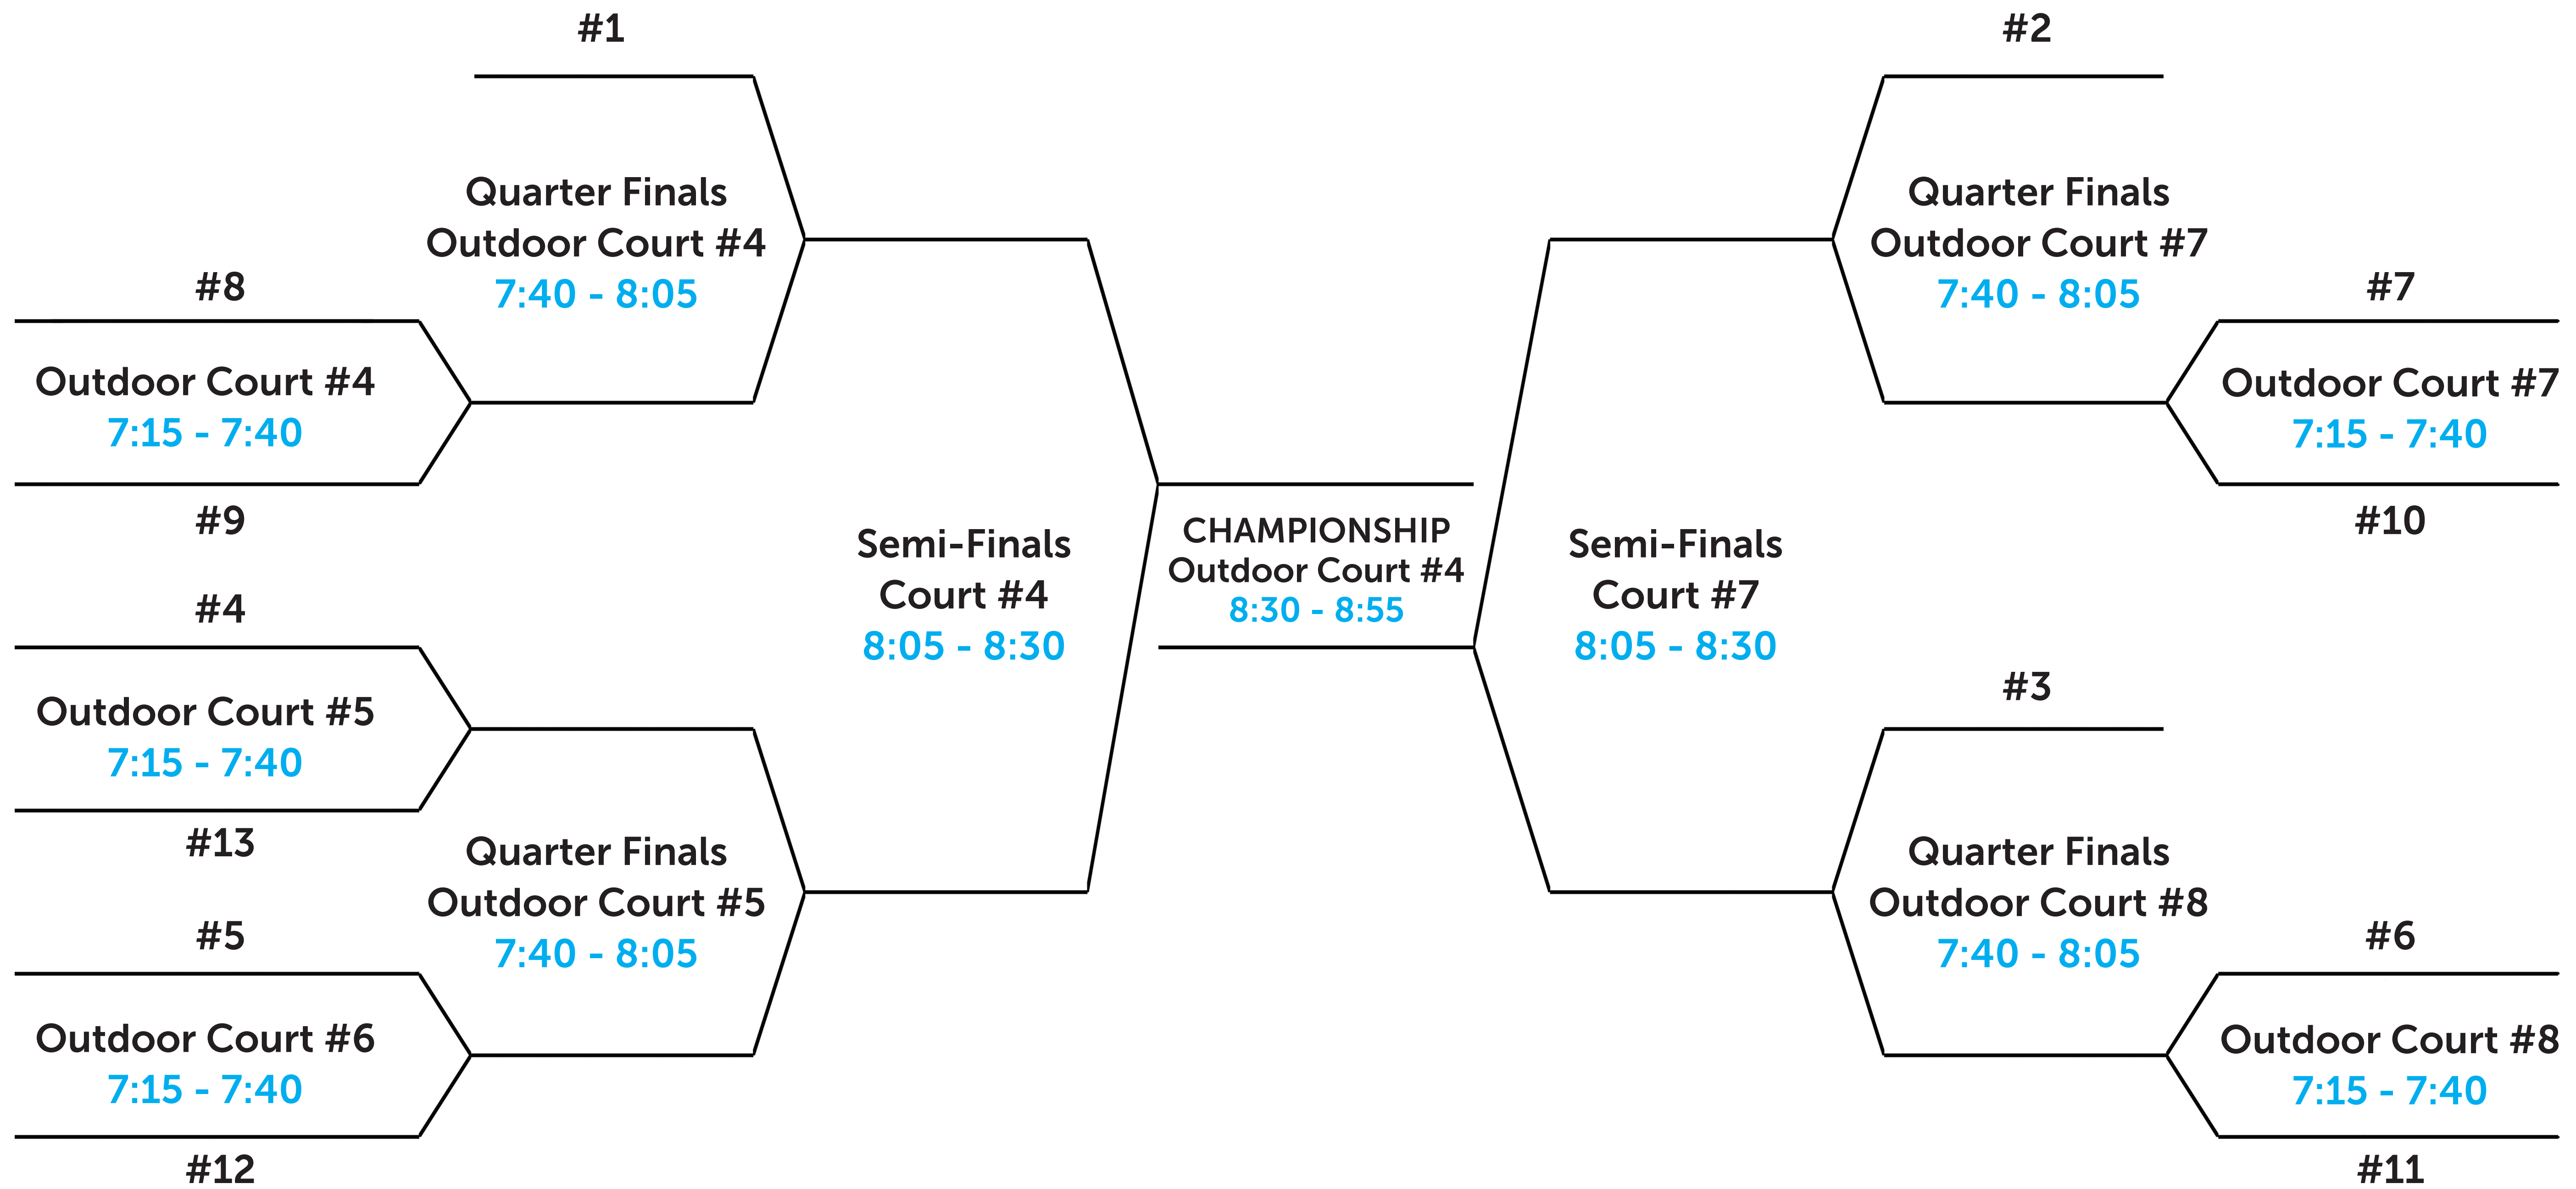 #1
Quarter Finals
Outdoor Court #4
7:40 - 8:05
#8
Outdoor Court #4
7:15 - 7:40
#9
#4
Outdoor Court #5
7:15 - 7:40
#13
Quarter Finals
Outdoor Court #5
7:40 - 8:05
#5
Outdoor Court #6
7:15 - 7:40
#12
Semi-Finals
Court #4
8:05 - 8:30
CHAMPIONSHIP
Outdoor Court #4
8:30 - 8:55
Semi-Finals
Court #7
8:05 - 8:30
#2
Quarter Finals
Outdoor Court #7
7:40 - 8:05
#7
Outdoor Court #7
7:15 - 7:40
#10
#3
Quarter Finals
Outdoor Court #8
7:40 - 8:05
#6
Outdoor Court #8
7:15 - 7:40
#11